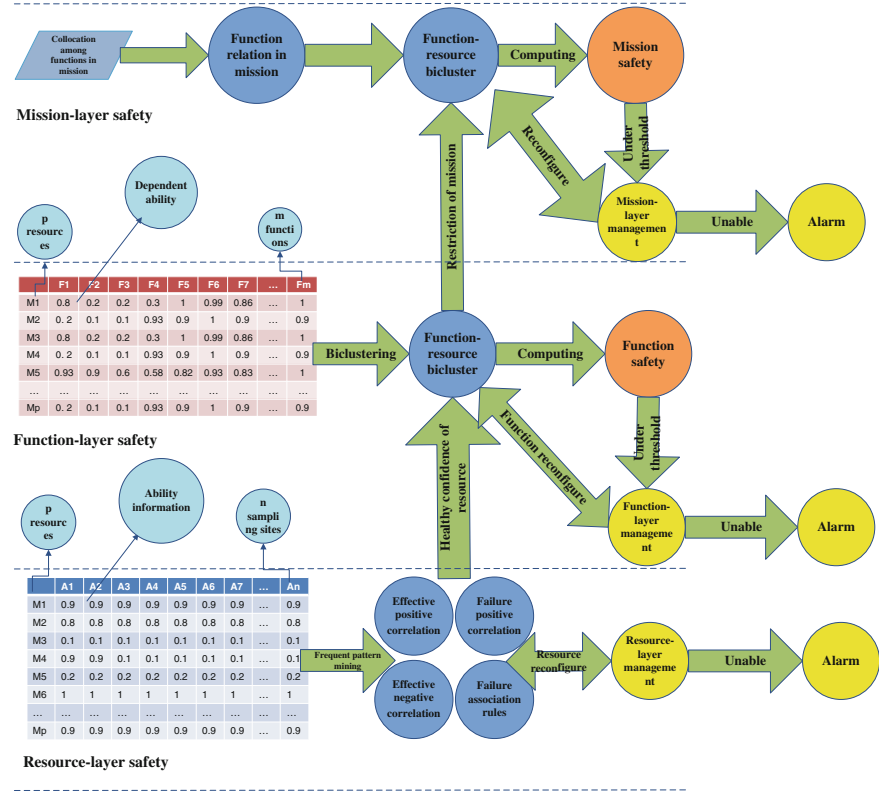 Collocation
among
functions in
mission
Function
relation in
mission
Function-
resource
bicluster
Computing
Mission
safety
Mission-layer safety
Under
threshold
Reconfigure
Restriction of mission
Mission-
layer
managemen
t
Unable
Alarm
p
resourc
es
Dependent
ability
m
functi
ons
F1 F2 F3 F4 F5 F6 F7 … Fm
M1 0.8 0.2 0.2 0.3 1 0.99 0.86 … 1
M2 0. 2 0.1 0.1 0.93 0.9 1 0.9 … 0.9
M3 0.8 0.2 0.2 0.3 1 0.99 0.86 … 1
M4 0. 2 0.1 0.1 0.93 0.9 1 0.9 … 0.9
M5 0.93 0.9 0.6 0.58 0.82 0.93 0.83 … 1
… … … … … … … … … …
Mp 0. 2 0.1 0.1 0.93 0.9 1 0.9 … 0.9
Biclustering
Function-
resource
bicluster
Computing
Function
safety
Function-layer safety
Under
threshold
Function reconfigure
Healthy confidence of
resource
Function-
layer
managemen
t
Unable
Alarm
p
resourc
es
Ability
information
n
sampli
ng sites
A1 A2 A3 A4 A5 A6 A7 … An
M1 0.9 0.9 0.9 0.9 0.9 0.9 0.9 … 0.9
M2 0.8 0.8 0.8 0.8 0.8 0.8 0.8 … 0.8
M3 0.1 0.1 0.1 0.1 0.1 0.1 0.1 … 0.1
M4 0.9 0.9 0.1 0.1 0.1 0.1 0.1 … 0.1
M5 0.2 0.2 0.2 0.2 0.2 0.2 0.2 … 0.2
M6 1 1 1 1 1 1 1 … 1
… … … … … … … … … …
Mp 0.9 0.9 0.9 0.9 0.9 0.9 0.9 … 0.9
Frequent pattern
mining
Effective
positive
correlation
Failure
positive
correlation
Effective
negative
correlation
Failure
association
rules
Resource
reconfigure
Resource-
layer
manageme
nt
Unable
Alarm
Resource-layer safety